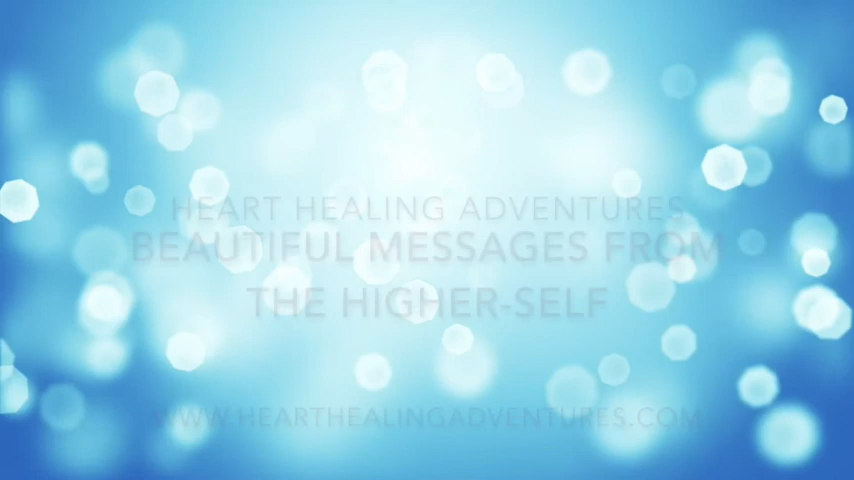 HEART HEALING ADVENTURES
BEAUTIFUL MESSAGES FROM
THE HIGHER-SELF
WWW.HEARTHEALINGADVENTURES.COM